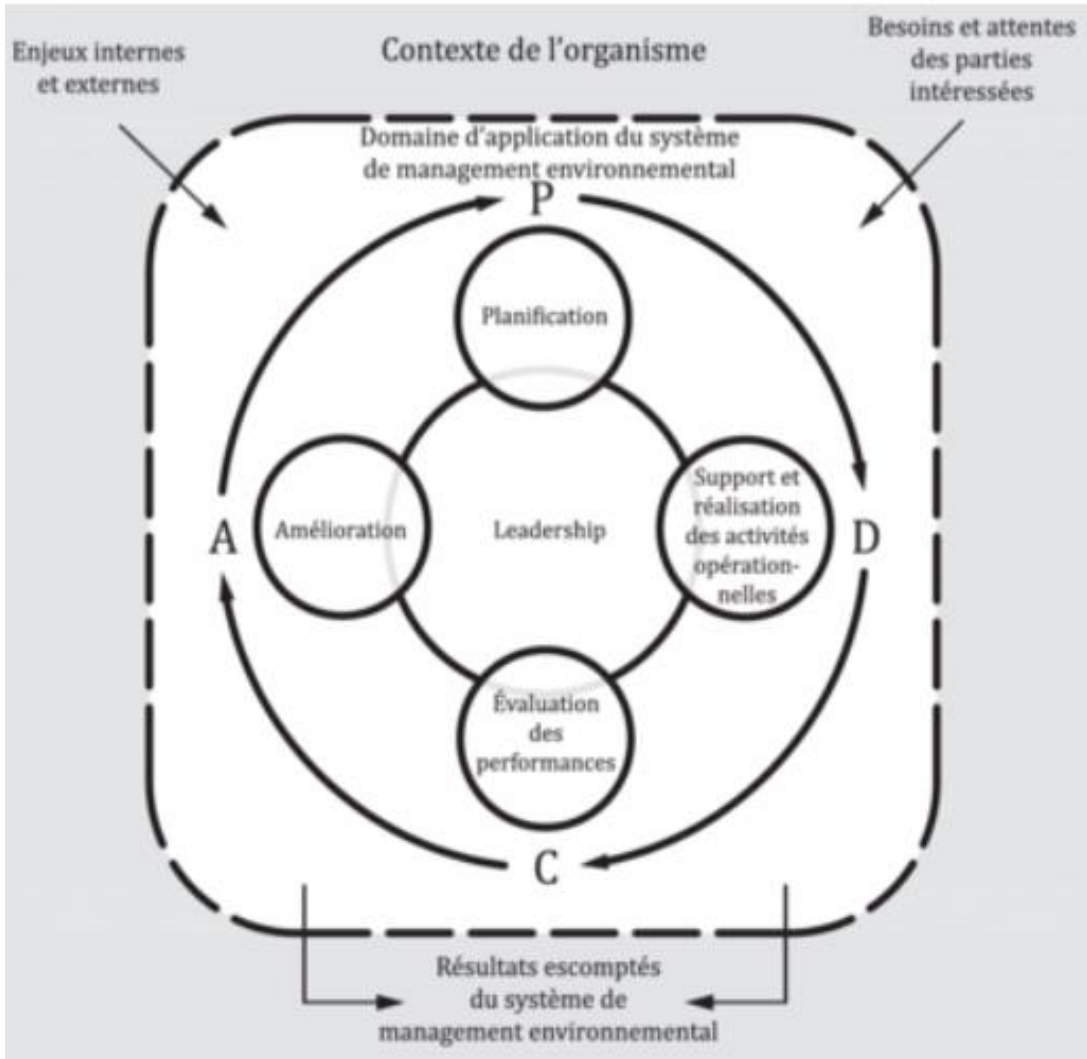 Enjeux internes
et externes
Contexte de l'organisme
Besoins et attentes
des parties
intéressées
Domaine d'application du système
de management environnemental
P
Planification
A
Amélioration
Leadership
Support et
réalisation
des activités
opération-
nelles
D
Évaluation
des
performances
C
Résultats escomptés
du système de
management environnemental